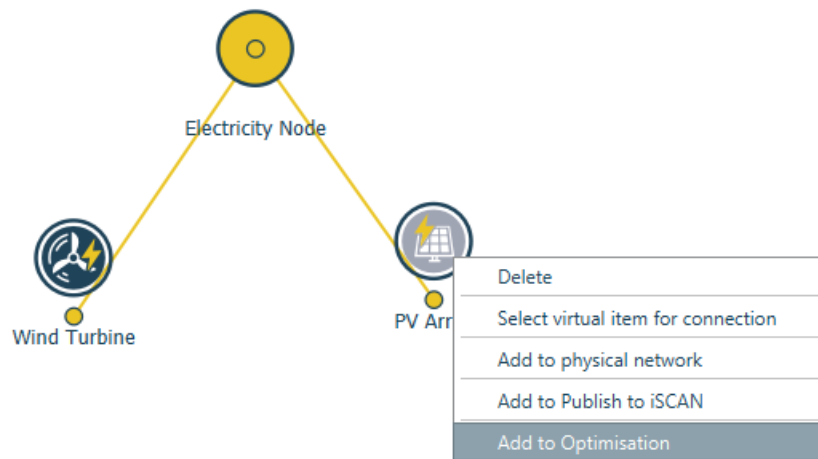 Electricity Node
Wind Turbine
PV Arr
Delete
Select virtual item for connection
Add to physical network
Add to Publish to iSCAN
Add to Optimisation